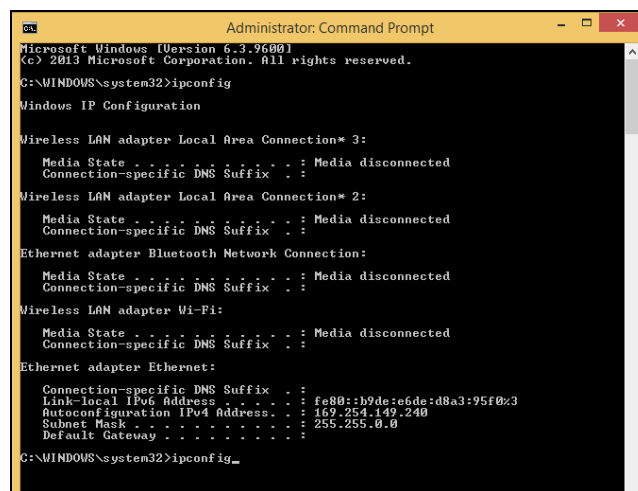 Administrator: Command Prompt
Microsoft Windows [Version 6.3.9600]
(c) 2013 Microsoft Corporation. All rights reserved.
C:\WINDOWS\system32>ipconfig
Windows IP Configuration
Wireless LAN adapter Local Area Connection* 3:
Media State . . . . . . . . . . . : Media disconnected
Connection-specific DNS Suffix . :
Wireless LAN adapter Local Area Connection* 2:
Media State . . . . . . . . . . . : Media disconnected
Connection-specific DNS Suffix . :
Ethernet adapter Bluetooth Network Connection:
Media State . . . . . . . . . . . : Media disconnected
Connection-specific DNS Suffix . :
Wireless LAN adapter Wi-Fi:
Media State . . . . . . . . . . . : Media disconnected
Connection-specific DNS Suffix . :
Ethernet adapter Ethernet:
Connection-specific DNS Suffix . :
Link-local IPv6 Address . . . . . : fe80::b9de:e6de:d8a3:95f0%3
Autoconfiguration IPv4 Address. . : 169.254.149.240
Subnet Mask . . . . . . . . . . . : 255.255.0.0
Default Gateway . . . . . . . . . :
C:\WINDOWS\system32>ipconfig_